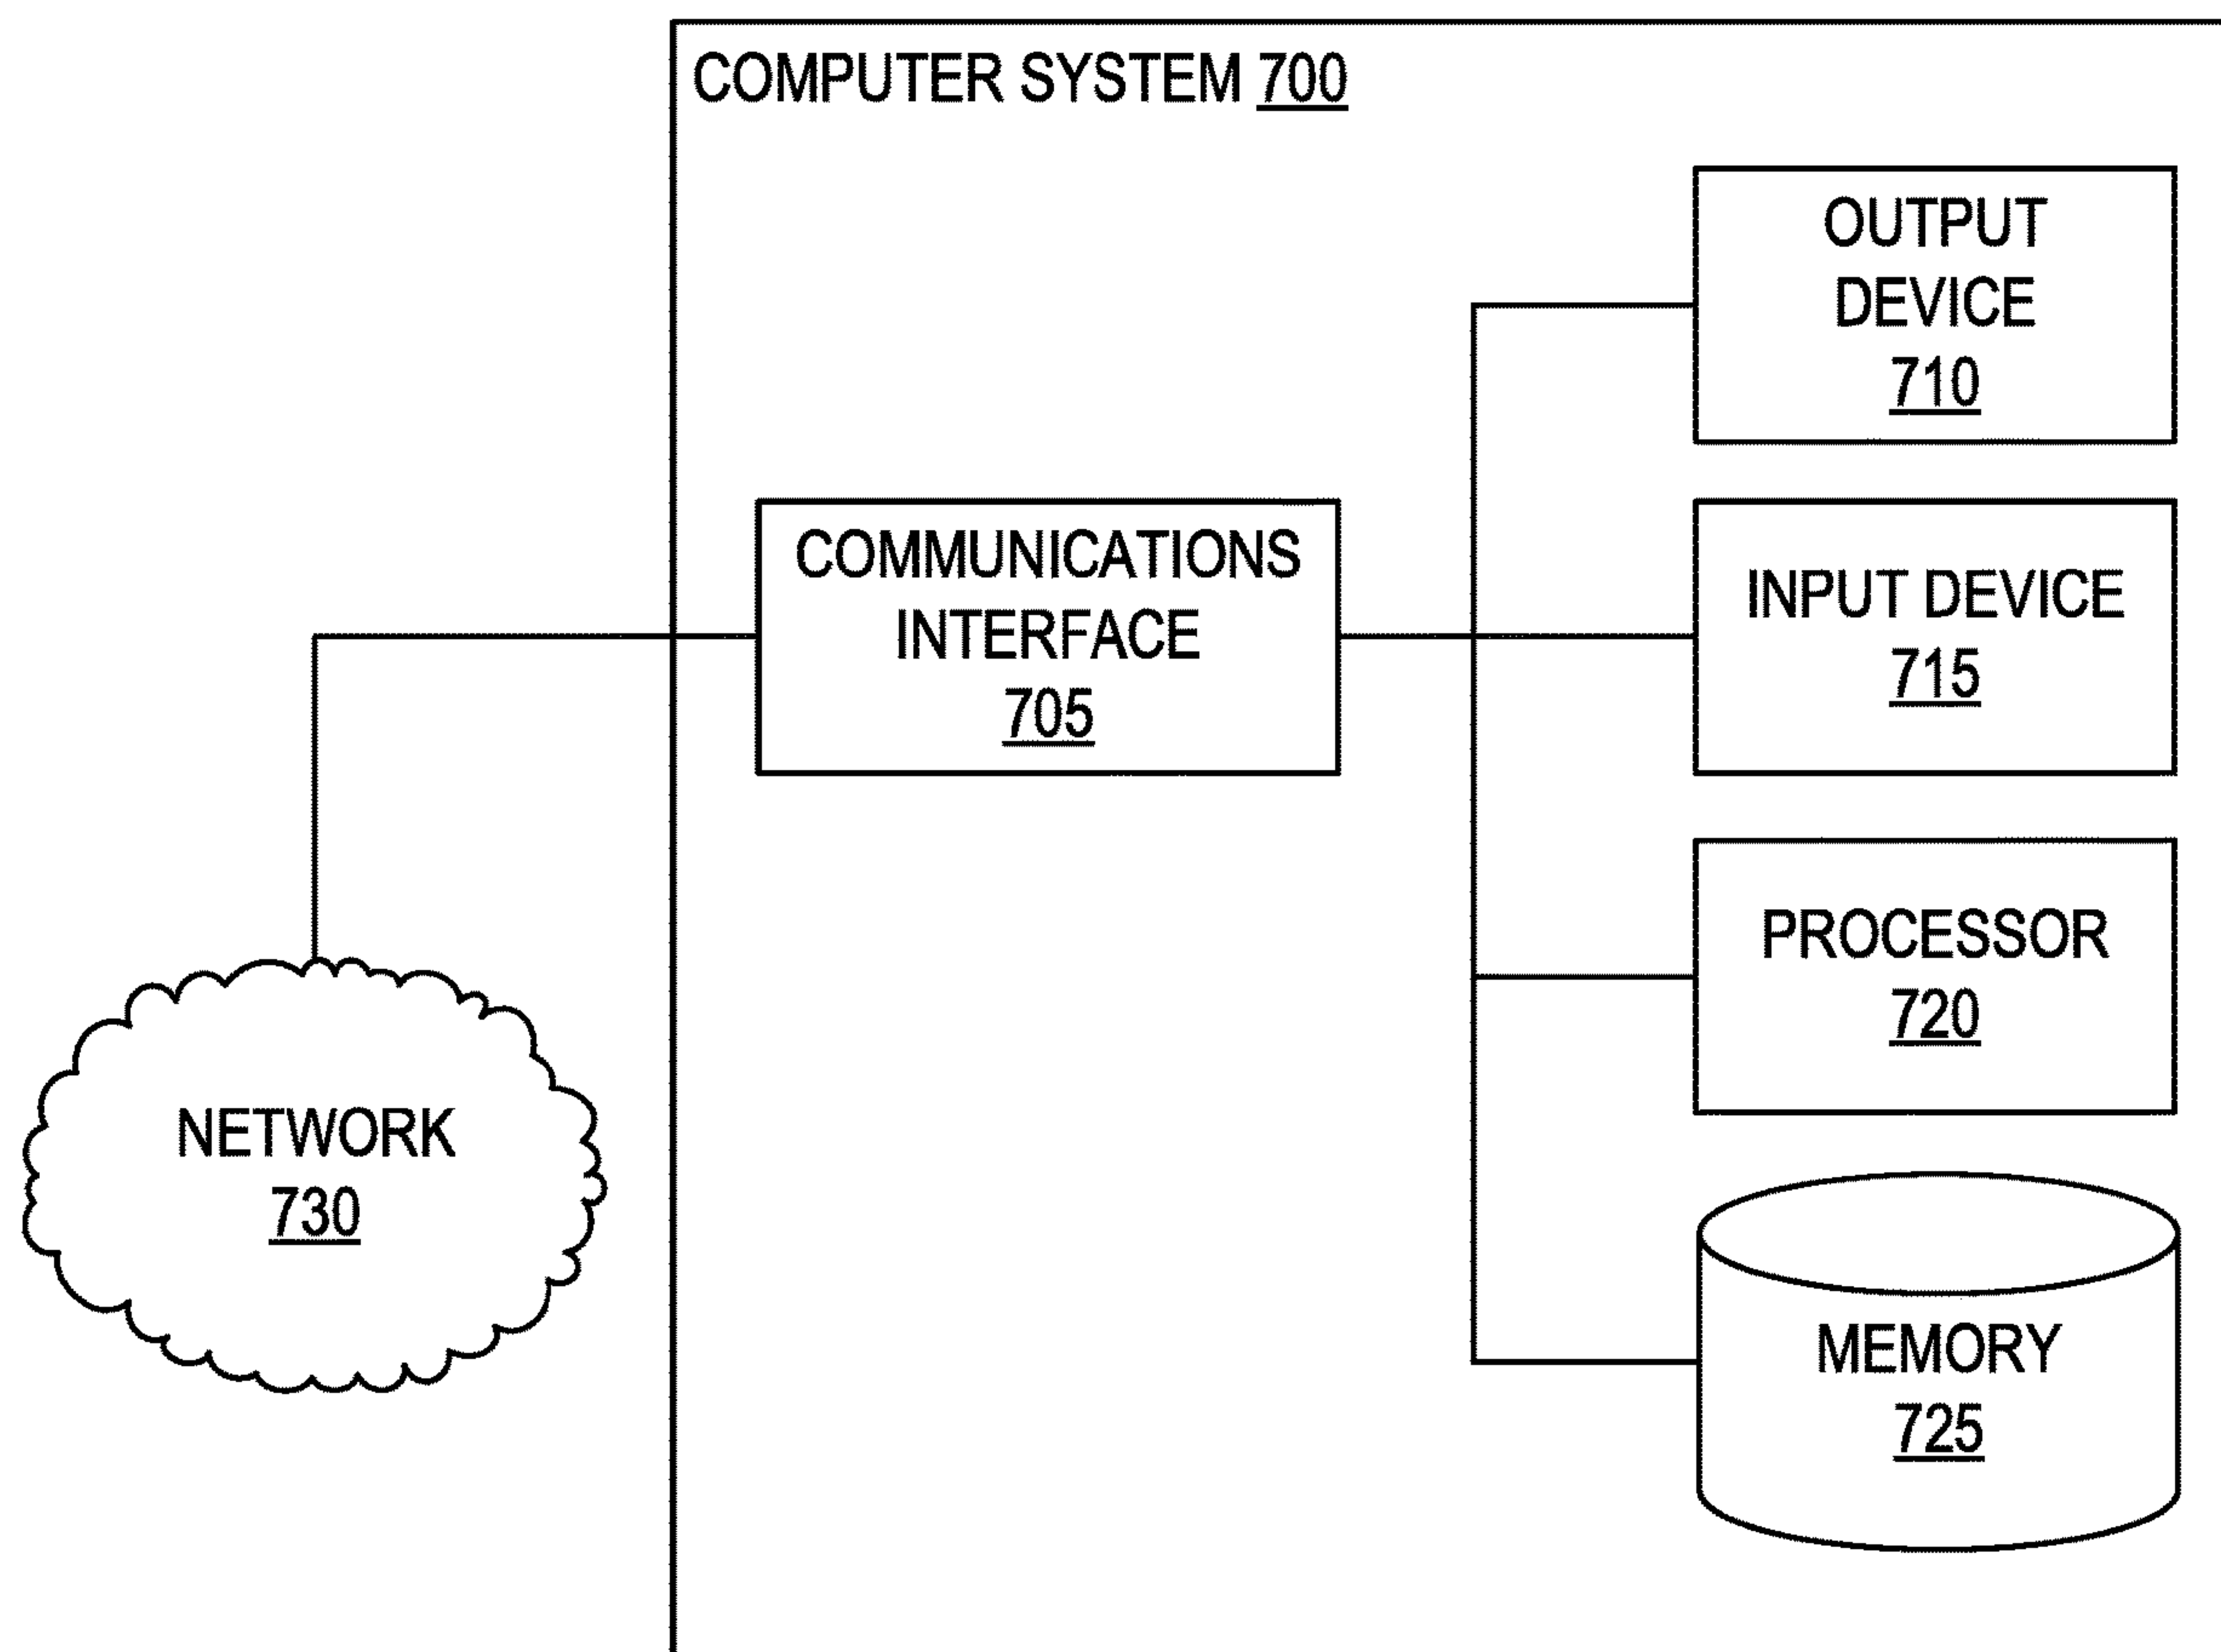 COMPUTER SYSTEM 700
OUTPUT
DEVICE
710
COMMUNICATIONS
INTERFACE
705
INPUT DEVICE
715
PROCESSOR
720
NETWORK
730
MEMORY
725